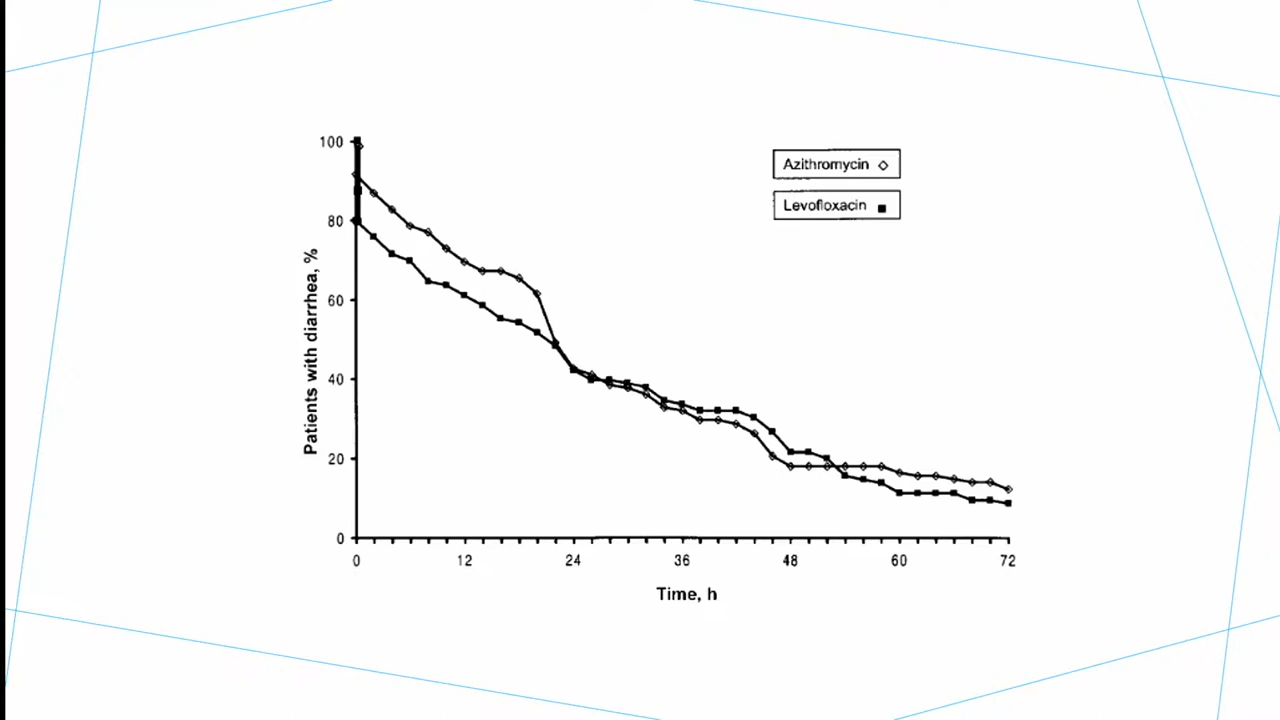 100
80
60
40
20
0
Patients with diarrhea, %
Azithromycin
Levofloxacin
0 12 24 36 48 60 72
Time, h